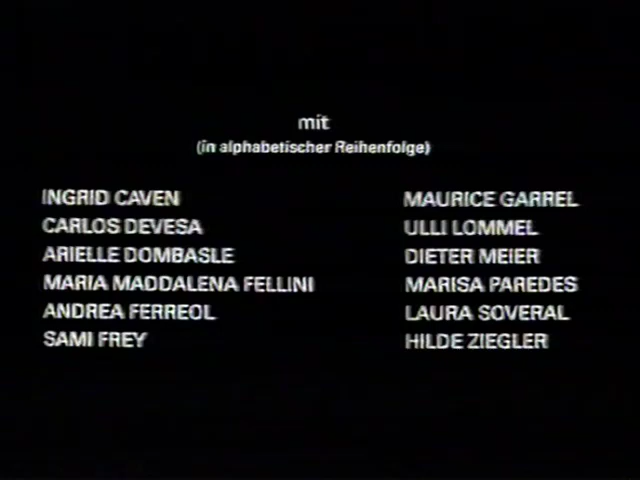 mit
(in alphabetischer Reihenfolge)
INGRID CAVEN
CARLOS DEVESA
ARIELLE DOMBASLE
MARIA MADDALENA FELLINI
ANDREA FERREOL
SAMI FREY
MAURICE GARREL
ULLI LOMMEL
DIETER MEIER
MARISA PAREDES
LAURA SOVERAL
HILDE ZIEGLER